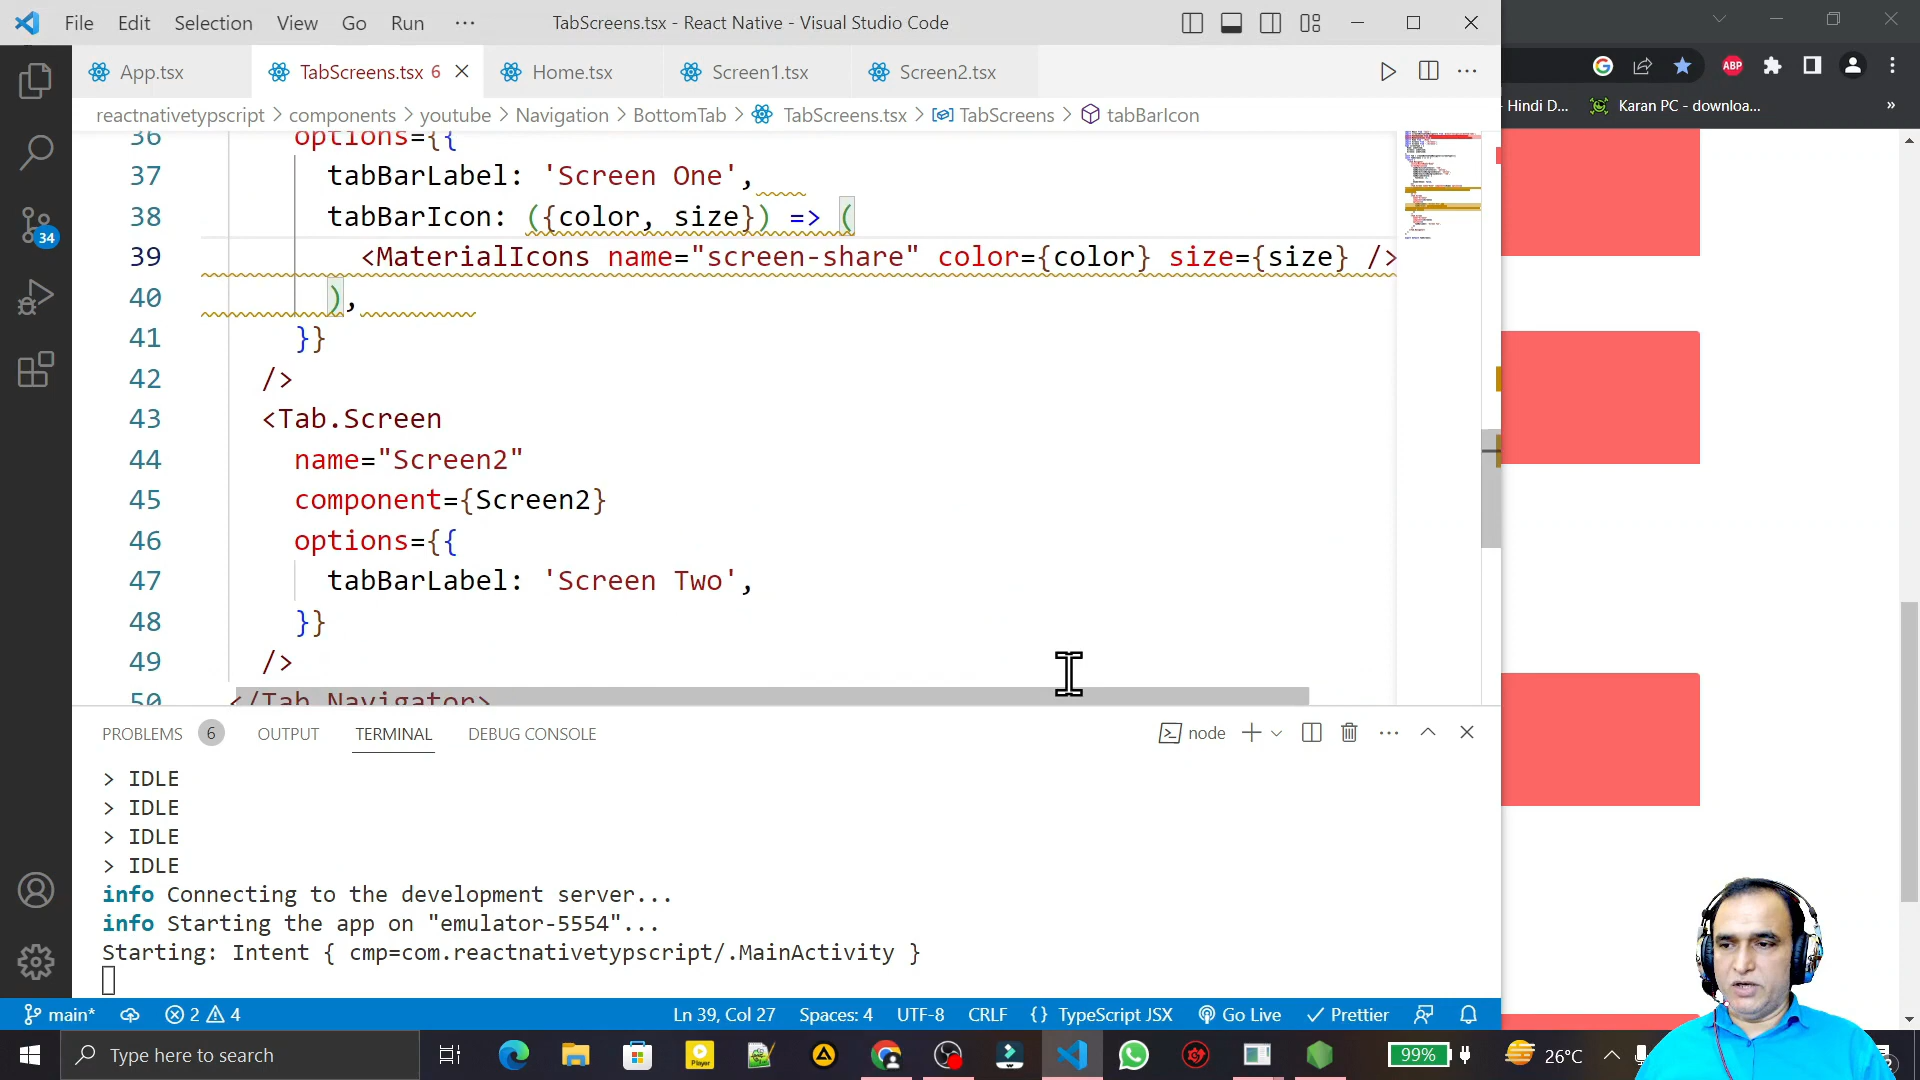 File Edit Selection View Go Run ··· TabScreens.tsx - React Native - Visual Studio Code
App.tsx TabScreens.tsx 6 Home.tsx Screen1.tsx Screen2.tsx
reactnativetypscript > components > youtube > Navigation > BottomTab > TabScreens.tsx > TabScreens > tabBarIcon
Hindi D... Karan PC - downloa... »
ABP
36 options={{
37 tabBarLabel: 'Screen One',
38 tabBarIcon: ({color, size}) => (
39 <MaterialIcons name="screen-share" color={color} size={size} />
40 ),
41 }}
42 />
43 <Tab.Screen
44 name="Screen2"
45 component={Screen2}
46 options={{
47 tabBarLabel: 'Screen Two',
48 }}
49 />
50 </Tab.Navigator>
34
PROBLEMS 6 OUTPUT TERMINAL DEBUG CONSOLE node
> IDLE
> IDLE
> IDLE
> IDLE
info Connecting to the development server...
info Starting the app on "emulator-5554"...
Starting: Intent { cmp=com.reactnativetypscript/.MainActivity }
main* 2 4 Ln 39, Col 27 Spaces: 4 UTF-8 CRLF {} TypeScript JSX Go Live Prettier
Type here to search 99% 26°C